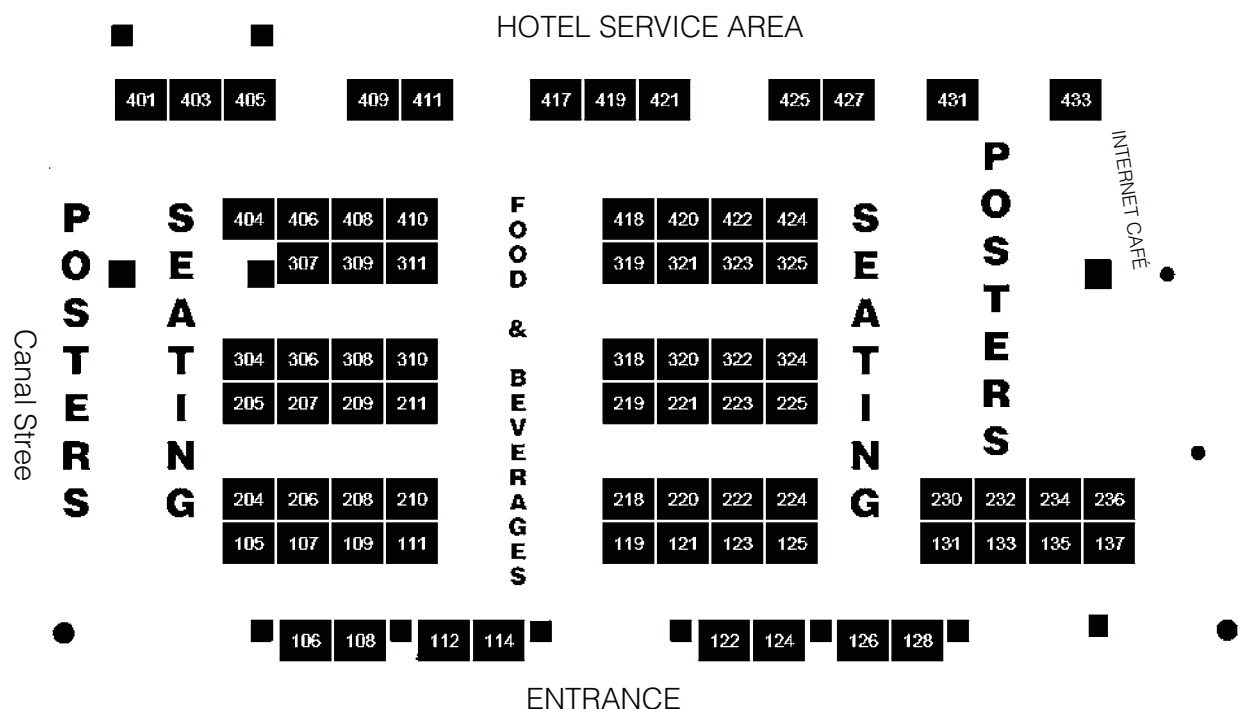 HOTEL SERVICE AREA
401 403 405 409 411 417 419 421 425 427 431 433
INTERNET CAFÉ
POSTERS
SEATING
FOOD & BEVERAGES
SEATING
POSTERS
404 406 408 410 418 420 422 424
307 309 311 319 321 323 325
304 306 308 310 318 320 322 324
205 207 209 211 219 221 223 225
Canal Stree
204 206 208 210 218 220 222 224 230 232 234 236
105 107 109 111 119 121 123 125 131 133 135 137
106 108 112 114 122 124 126 128
ENTRANCE